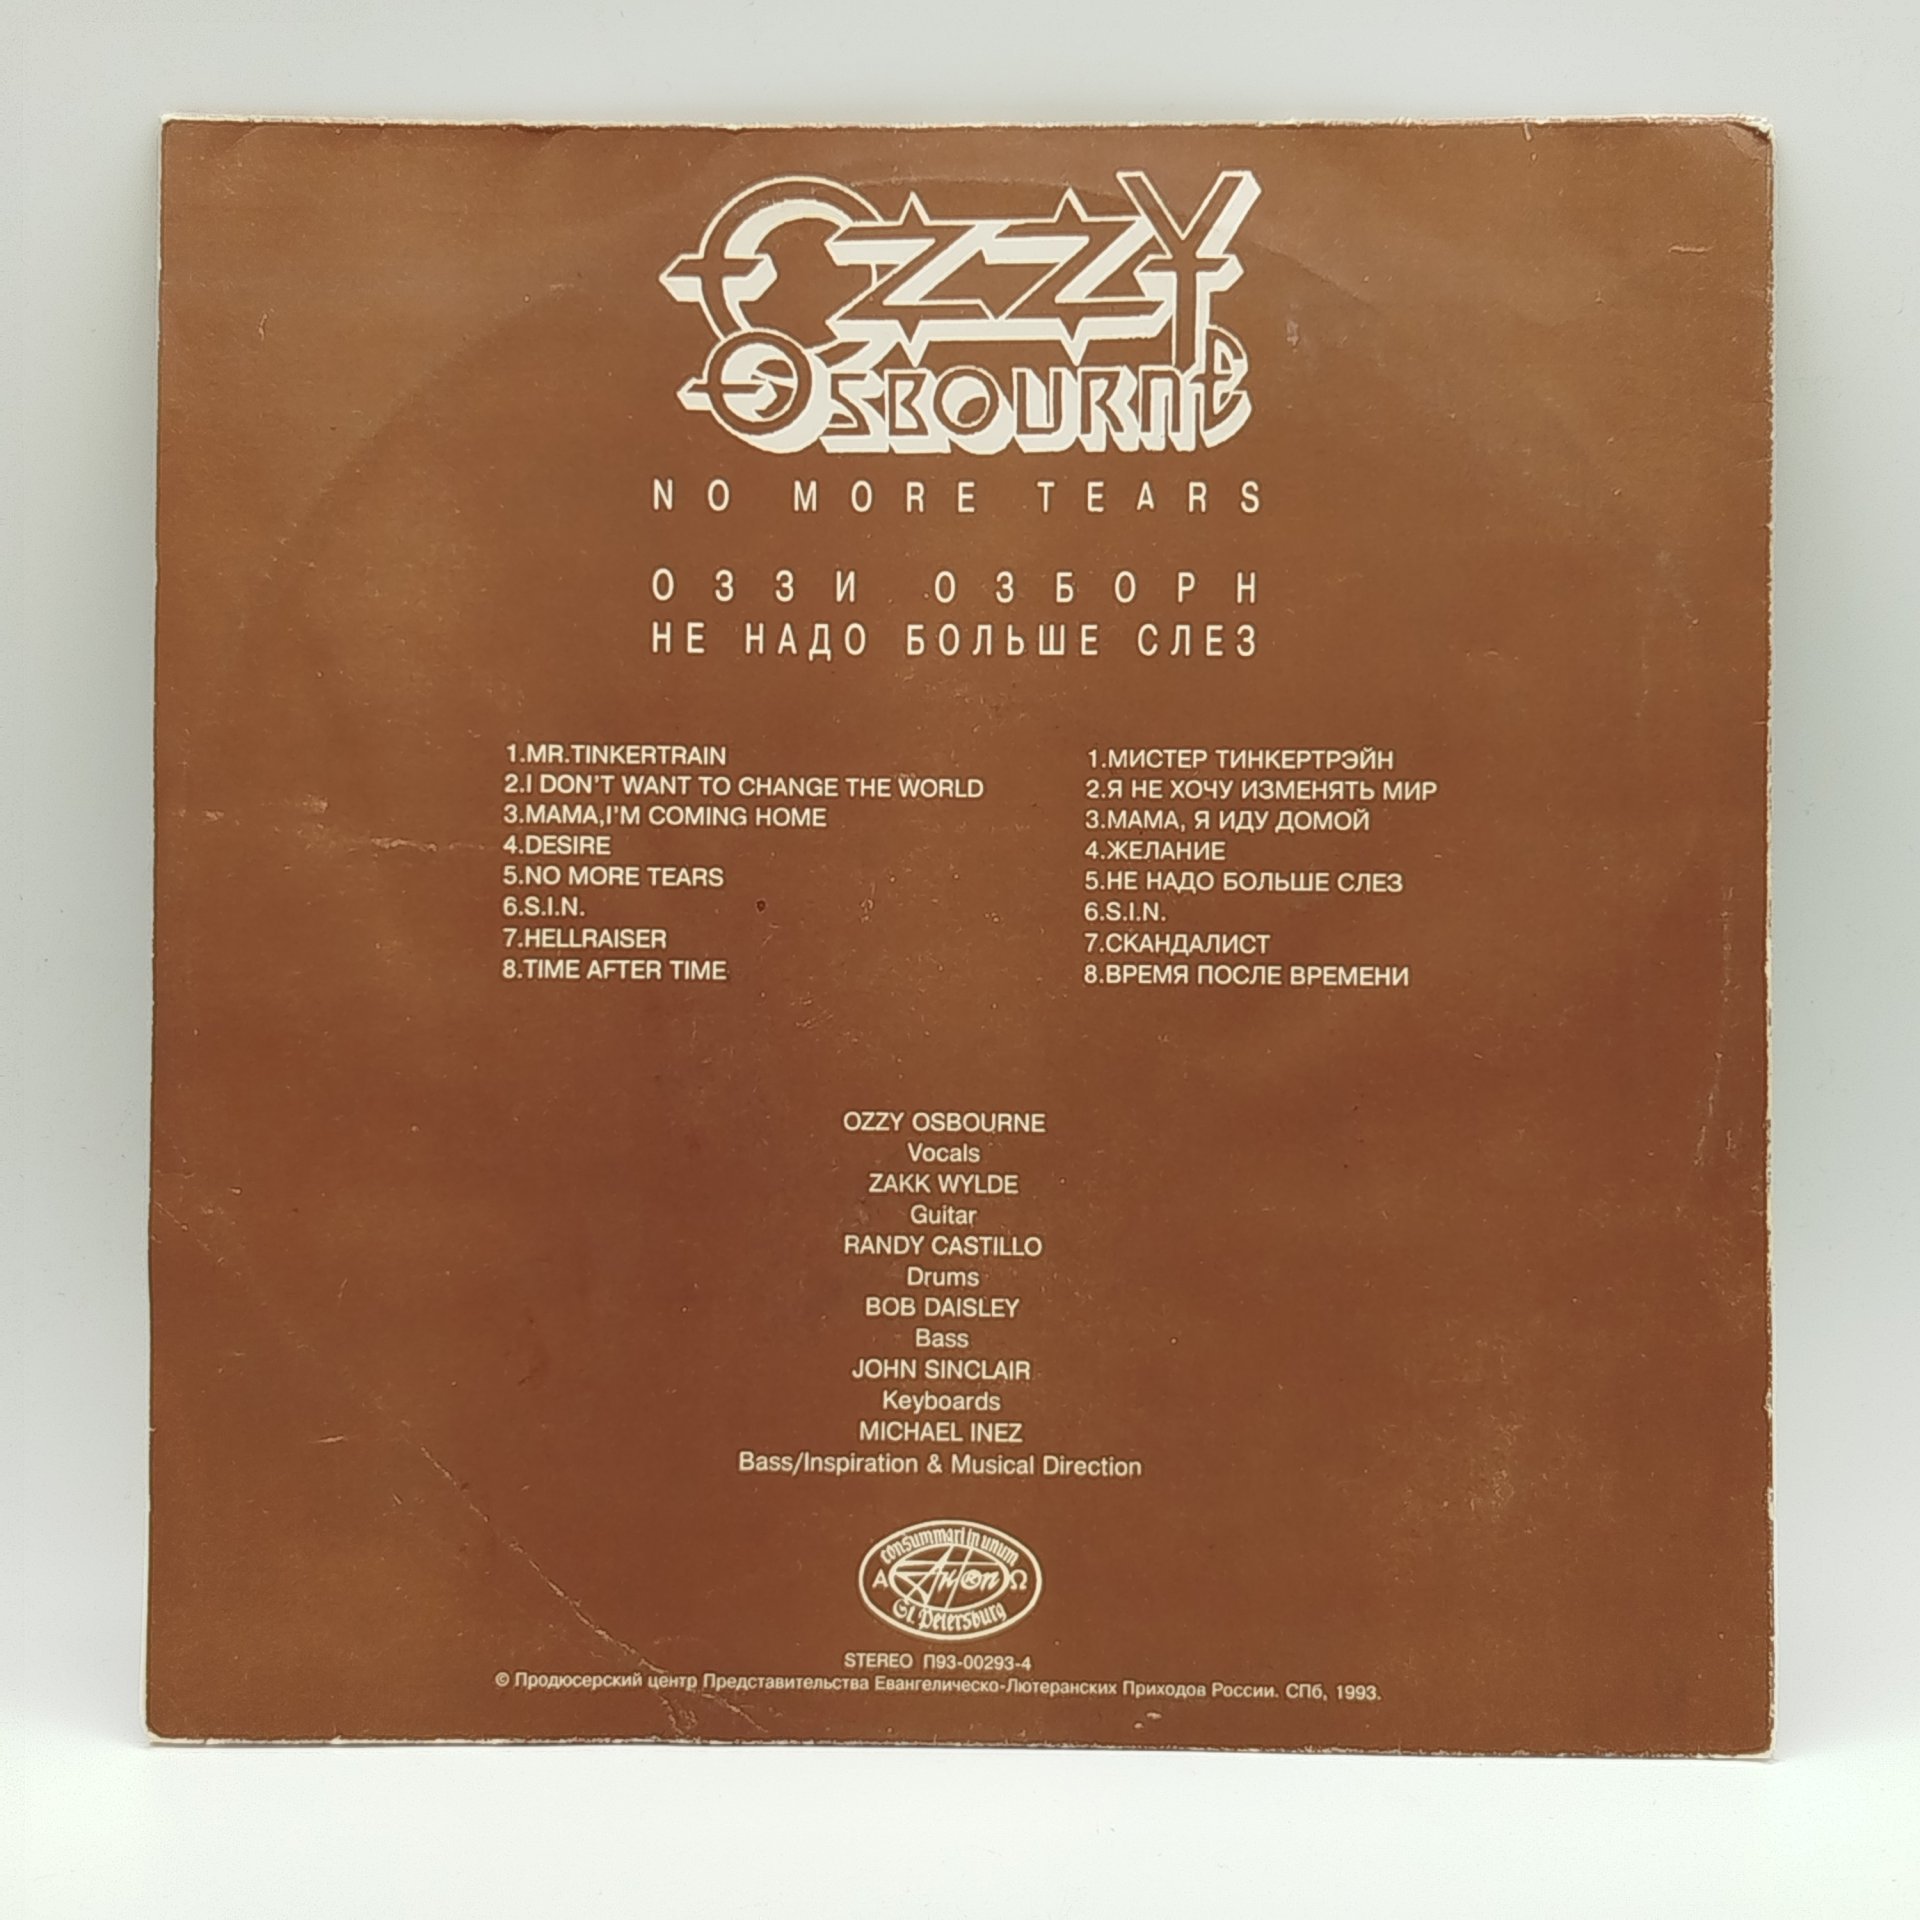 OZZY
OSBOURNE
NO MORE TEARS
ОЗЗИ ОЗБОРН
НЕ НАДО БОЛЬШЕ СЛЕЗ
1.MR.TINKERTRAIN
2.I DON'T WANT TO CHANGE THE WORLD
3.MAMA,I'M COMING HOME
4.DESIRE
5.NO MORE TEARS
6.S.I.N.
7.HELLRAISER
8.TIME AFTER TIME
1.МИСТЕР ТИНКЕРТРЭЙН
2.Я НЕ ХОЧУ ИЗМЕНЯТЬ МИР
3.МАМА, Я ИДУ ДОМОЙ
4.ЖЕЛАНИЕ
5.НЕ НАДО БОЛЬШЕ СЛЕЗ
6.S.I.N.
7.СКАНДАЛИСТ
8.ВРЕМЯ ПОСЛЕ ВРЕМЕНИ
OZZY OSBOURNE
Vocals
ZAKK WYLDE
Guitar
RANDY CASTILLO
Drums
BOB DAISLEY
Bass
JOHN SINCLAIR
Keyboards
MICHAEL INEZ
Bass/Inspiration & Musical Direction
consummari in unum
А Антроп Ω
St. Petersburg
STEREO П93-00293-4
© Продюсерский центр Представительства Евангелическо-Лютеранских Приходов России. СПб, 1993.